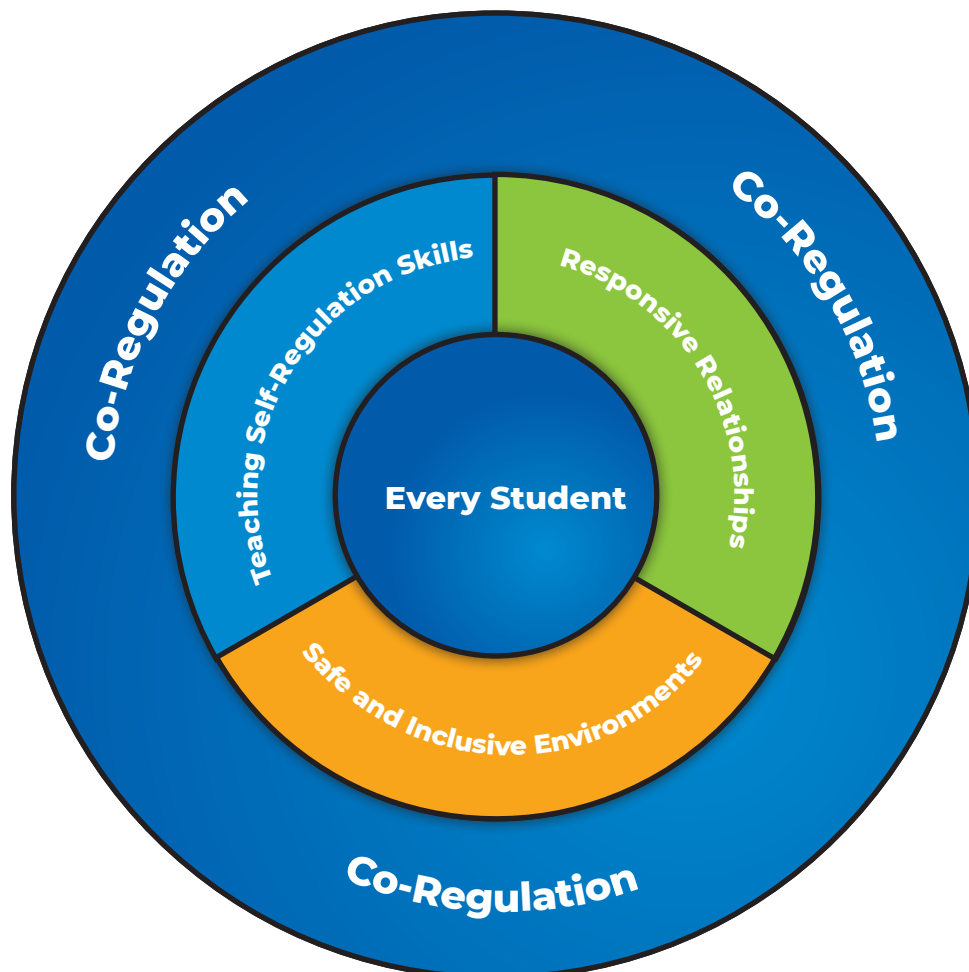 Co-Regulation
Co-Regulation
Teaching Self-Regulation Skills
Responsive Relationships
Every Student
Safe and Inclusive Environments
Co-Regulation